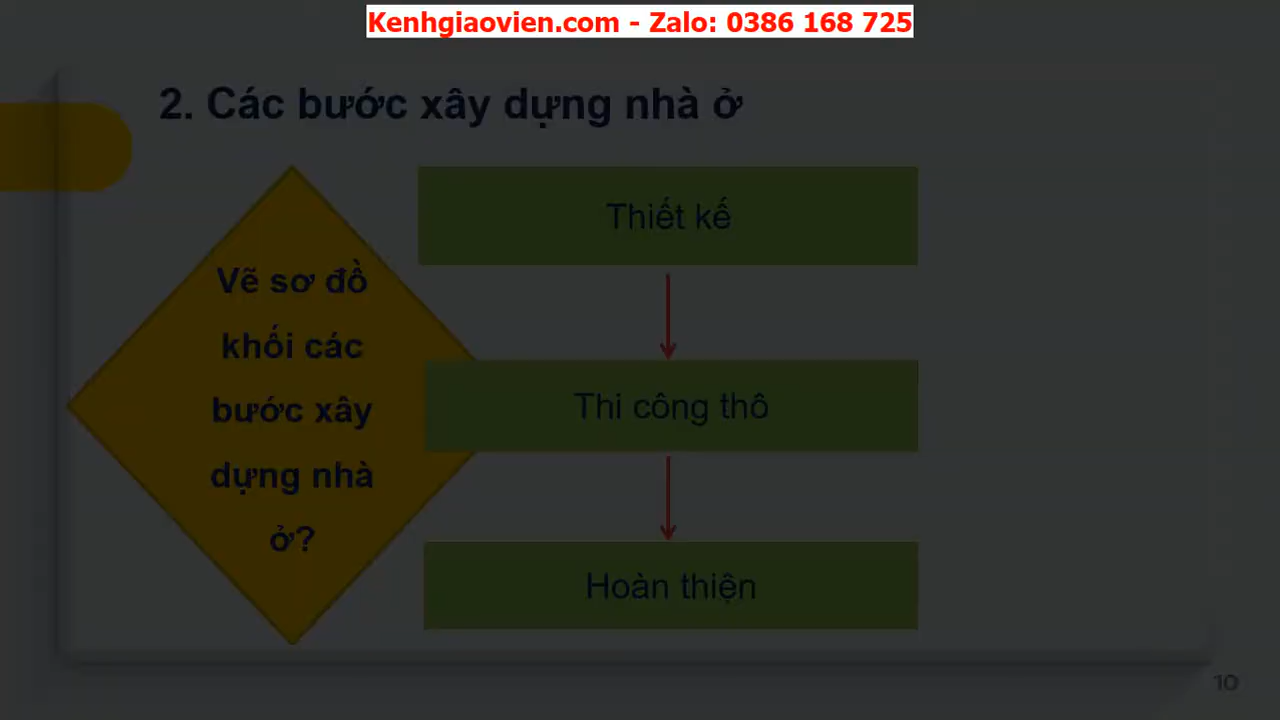 Kenhgiaovien.com - Zalo: 0386 168 725
2. Các bước xây dựng nhà ở
Vẽ sơ đồ
khối các
bước xây
dựng nhà
ở?
Thiết kế
Thi công thô
Hoàn thiện
10